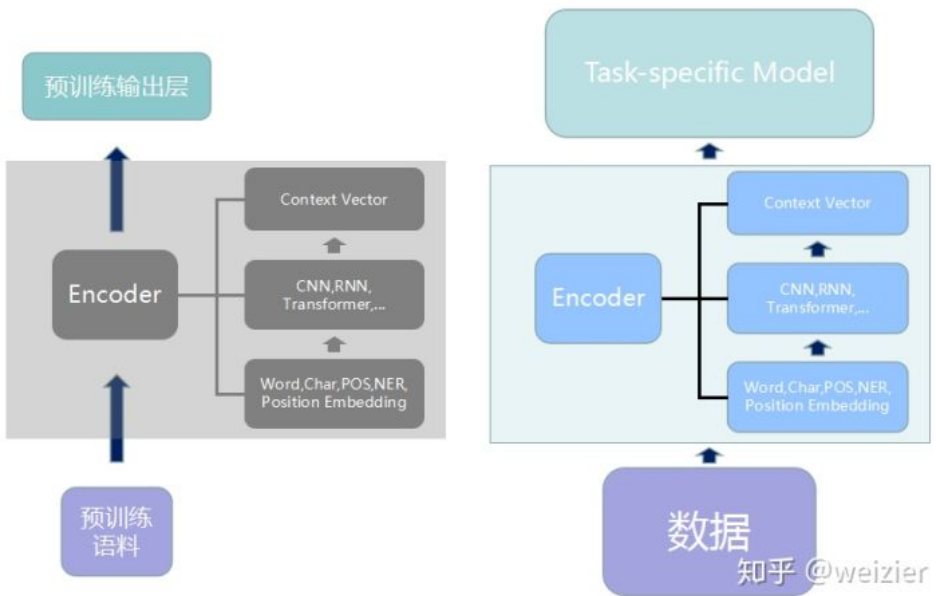 预训练输出层
Context Vector
Encoder
CNN,RNN,
Transformer,...
Word,Char,POS,NER,
Position Embedding
预训练
语料
Task-specific Model
Context Vector
Encoder
CNN,RNN,
Transformer,...
Word,Char,POS,NER,
Position Embedding
数据
知乎 @weizier